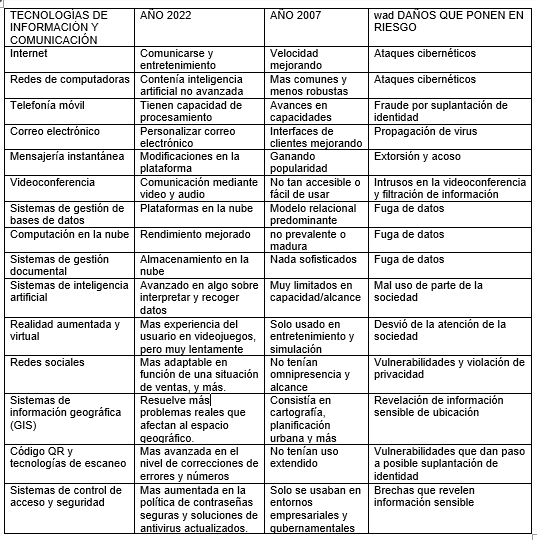 TECNOLOGÍAS DE INFORMACIÓN Y COMUNICACIÓN | AÑO 2022 | AÑO 2007 | wad DAÑOS QUE PONEN EN RIESGO
Internet | Comunicarse y entretenimiento | Velocidad mejorando | Ataques cibernéticos
Redes de computadoras | Contenía inteligencia artificial no avanzada | Mas comunes y menos robustas | Ataques cibernéticos
Telefonía móvil | Tienen capacidad de procesamiento | Avances en capacidades | Fraude por suplantación de identidad
Correo electrónico | Personalizar correo electrónico | Interfaces de clientes mejorando | Propagación de virus
Mensajería instantánea | Modificaciones en la plataforma | Ganando popularidad | Extorsión y acoso
Videoconferencia | Comunicación mediante video y audio | No tan accesible o fácil de usar | Intrusos en la videoconferencia y filtración de información
Sistemas de gestión de bases de datos | Plataformas en la nube | Modelo relacional predominante | Fuga de datos
Computación en la nube | Rendimiento mejorado | no prevalente o madura | Fuga de datos
Sistemas de gestión documental | Almacenamiento en la nube | Nada sofisticados | Fuga de datos
Sistemas de inteligencia artificial | Avanzado en algo sobre interpretar y recoger datos | Muy limitados en capacidad/alcance | Mal uso de parte de la sociedad
Realidad aumentada y virtual | Mas experiencia del usuario en videojuegos, pero muy lentamente | Solo usado en entretenimiento y simulación | Desvió de la atención de la sociedad
Redes sociales | Mas adaptable en función de una situación de ventas, y más. | No tenían omnipresencia y alcance | Vulnerabilidades y violación de privacidad
Sistemas de información geográfica (GIS) | Resuelve más problemas reales que afectan al espacio geográfico. | Consistía en cartografía, planificación urbana y más | Revelación de información sensible de ubicación
Código QR y tecnologías de escaneo | Mas avanzada en el nivel de correcciones de errores y números | No tenían uso extendido | Vulnerabilidades que dan paso a posible suplantación de identidad
Sistemas de control de acceso y seguridad | Mas aumentada en la política de contraseñas seguras y soluciones de antivirus actualizados. | Solo se usaban en entornos empresariales y gubernamentales | Brechas que revelen información sensible